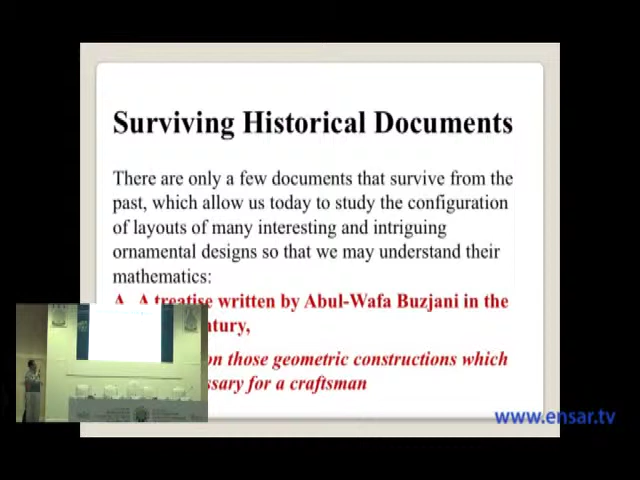 Surviving Historical Documents
There are only a few documents that survive from the
past, which allow us today to study the configuration
of layouts of many interesting and intriguing
ornamental designs so that we may understand their
mathematics:
A. A treatise written by Abul-Wafa Buzjani in the
on those geometric constructions which
for a craftsman
www.ensar.tv